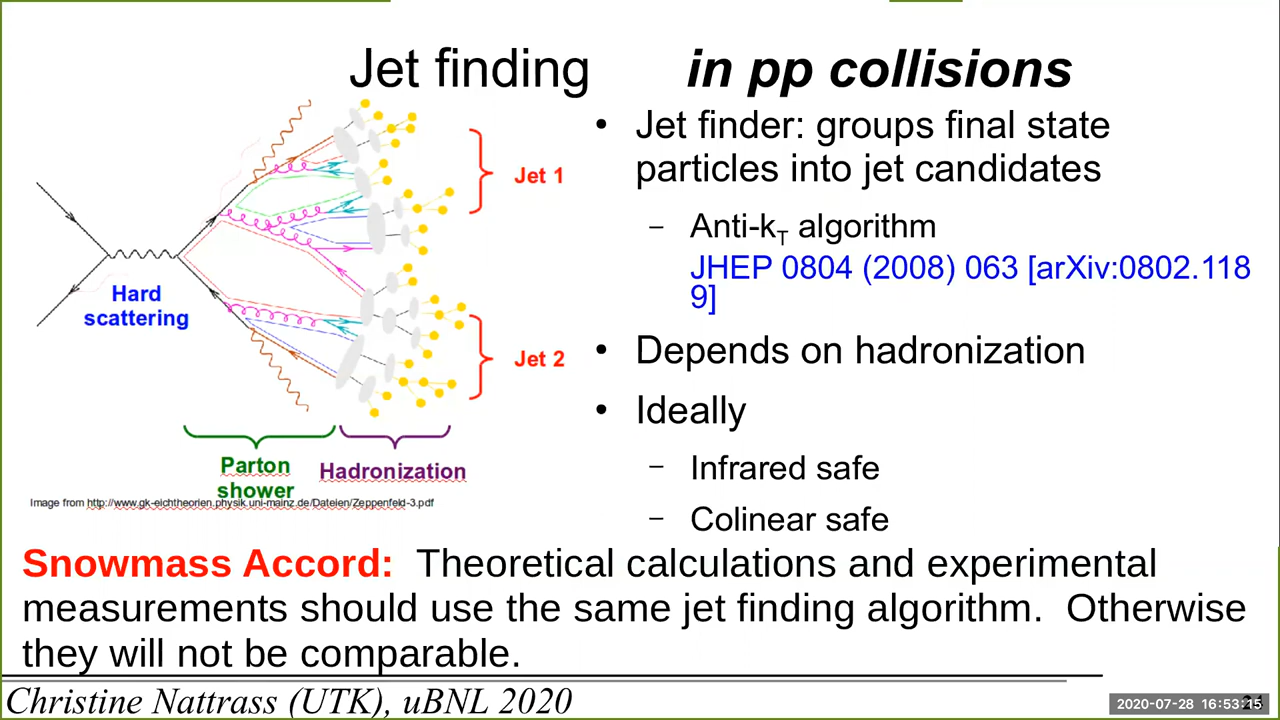 Jet finding in pp collisions
• Jet finder: groups final state
particles into jet candidates
– Anti-kT algorithm
JHEP 0804 (2008) 063 [arXiv:0802.118
9]
• Depends on hadronization
• Ideally
– Infrared safe
– Colinear safe
Jet 1
Hard
scattering
Jet 2
Parton
shower
Hadronization
Image from http://www.gk-eichtheorien.physik.uni-mainz.de/Dateien/Zeppenfeld-3.pdf
Snowmass Accord: Theoretical calculations and experimental
measurements should use the same jet finding algorithm. Otherwise
they will not be comparable.
Christine Nattrass (UTK), uBNL 2020
2020-07-28 16:53:15